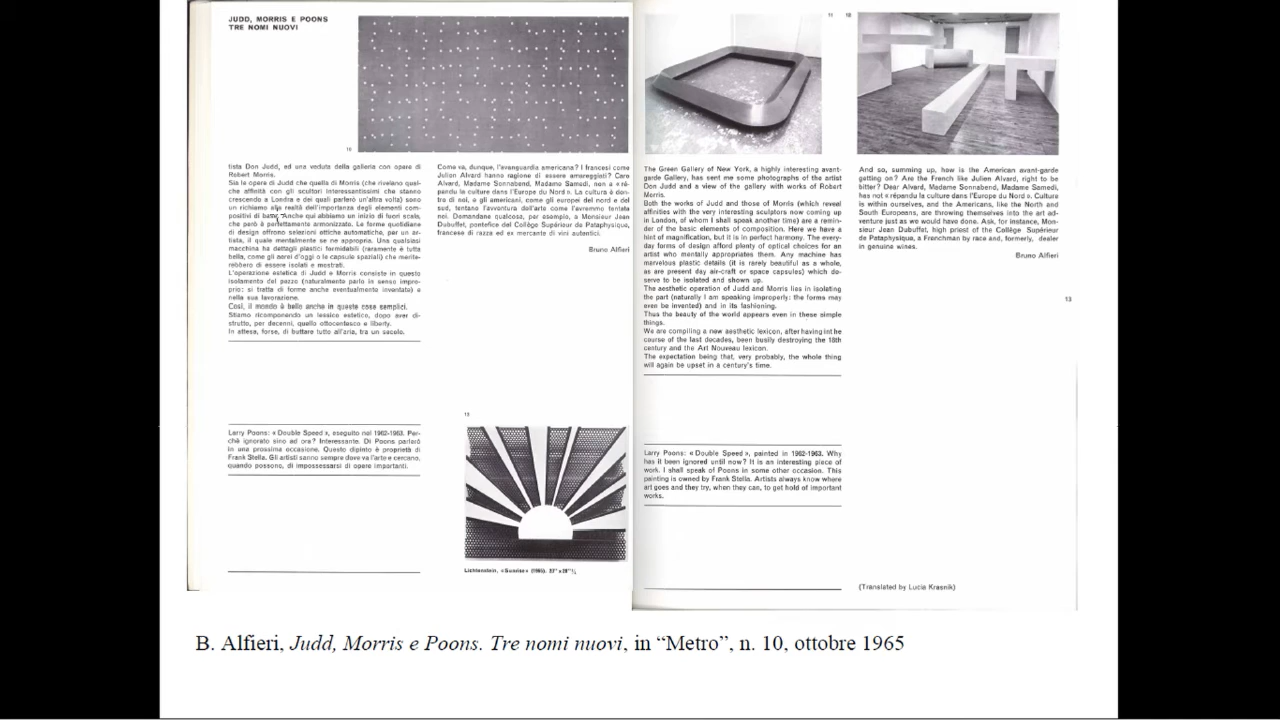 JUDD, MORRIS E POONS
TRE NOMI NUOVI
10
tista Don Judd, ed una veduta della galleria con opere di
Robert Morris.
Sia le opere di Judd che quella di Morris (che rivelano qual-
che affinità con gli scultori interessantissimi che stanno
crescendo a Londra e dei quali parlerò un'altra volta) sono
un richiamo alla realtà dell'importanza degli elementi com-
positivi di base. Anche qui abbiamo un inizio di fuori scala,
che però è perfettamente armonizzato. Le forme quotidiane
di design offrono selezioni ottiche automatiche, per un ar-
tista, il quale mentalmente se ne appropria. Una qualsiasi
macchina ha dettagli plastici formidabili (raramente è tutta
bella, come gli aerei d'oggi o le capsule spaziali) che merite-
rebbero di essere isolati e mostrati.
L'operazione estetica di Judd e Morris consiste in questo
isolamento del pezzo (naturalmente parlo in senso impro-
prio: si tratta di forme anche eventualmente inventate) e
nella sua lavorazione.
Così, il mondo è bello anche in queste cose semplici.
Stiamo ricomponendo un lessico estetico, dopo aver di-
strutto, per decenni, quello ottocentesco e liberty.
In attesa, forse, di buttare tutto all'aria, tra un secolo.
Larry Poons: « Double Speed », eseguito nel 1962-1963. Per-
chè ignorato sino ad ora? Interessante. Di Poons parlerò
in una prossima occasione. Questo dipinto è proprietà di
Frank Stella. Gli artisti sanno sempre dove va l'arte e cercano,
quando possono, di impossessarsi di opere importanti.
Come va, dunque, l'avanguardia americana? I francesi come
Julien Alvard hanno ragione di essere amareggiati? Caro
Alvard, Madame Sonnabend, Madame Samedi, non a « ré-
pandu la culture dans l'Europe du Nord ». La cultura è den-
tro di noi, e gli americani, come gli europei del nord e del
sud, tentano l'avventura dell'arte come l'avremmo tentata
noi. Domandane qualcosa, per esempio, a Monsieur Jean
Dubuffet, pontefice del Collège Supérieur de Pataphysique,
francese di razza ed ex mercante di vini autentici.
Bruno Alfieri
Lichtenstein, « Sunrise » (1965).
11
The Green Gallery of New York, a highly interesting avant-
garde Gallery, has sent me some photographs of the artist
Don Judd and a view of the gallery with works of Robert
Morris.
Both the works of Judd and those of Morris (which reveal
affinities with the very interesting sculptors now coming up
in London, of whom I shall speak another time) are a remin-
der of the basic elements of composition. Here we have a
hint of magnification, but it is in perfect harmony. The every-
day forms of design afford plenty of optical choices for an
artist who mentally appropriates them. Any machine has
marvelous plastic details (it is rarely beautiful as a whole,
as are present day air-craft or space capsules) which de-
serve to be isolated and shown up.
The aesthetic operation of Judd and Morris lies in isolating
the part (naturally I am speaking improperly: the forms may
even be invented) and in its fashioning.
Thus the beauty of the world appears even in these simple
things.
We are compiling a new aesthetic lexicon, after having int he
course of the last decades, been busily destroying the 18th
century and the Art Nouveau lexicon.
The expectation being that, very probably, the whole thing
will again be upset in a century's time.
Larry Poons: « Double Speed », painted in 1962-1963. Why
has it been ignored until now? It is an interesting piece of
work. I shall speak of Poons in some other occasion. This
painting is owned by Frank Stella. Artists always know where
art goes and they try, when they can, to get hold of important
works.
And so, summing up, how is the American avant-garde
getting on? Are the French like Julien Alvard, right to be
bitter? Dear Alvard, Madame Sonnabend, Madame Samedi,
has not « répandu la culture dans l'Europe du Nord ». Culture
is within ourselves, and the Americans, like the North and
South Europeans, are throwing themselves into the art ad-
venture just as we would have done. Ask, for instance, Mon-
sieur Jean Dubuffet, high priest of the Collège Supérieur
de Pataphysique, a Frenchman by race and, formerly, dealer
in genuine wines.
Bruno Alfieri
13
(Translated by Lucia Krasnik)
B. Alfieri, Judd, Morris e Poons. Tre nomi nuovi, in “Metro”, n. 10, ottobre 1965